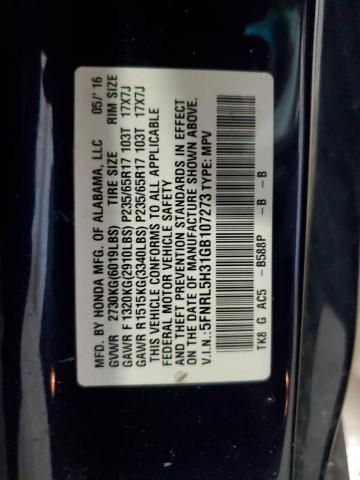 MFD. BY HONDA MFG. OF ALABAMA, LLC 05/'16
GVWR 2730KG(6019LBS) TIRE SIZE RIM SIZE
GAWR F 1320KG(2910LBS) P235/65R17 103T 17X7J
GAWR R 1515KG(3340LBS) P235/65R17 103T 17X7J
THIS VEHICLE CONFORMS TO ALL APPLICABLE
FEDERAL MOTOR VEHICLE SAFETY
AND THEFT PREVENTION STANDARDS IN EFFECT
ON THE DATE OF MANUFACTURE SHOWN ABOVE.
V.I.N.:5FNRL5H31GB107273 TYPE: MPV
TK8 G AC5 - B588P - B - B